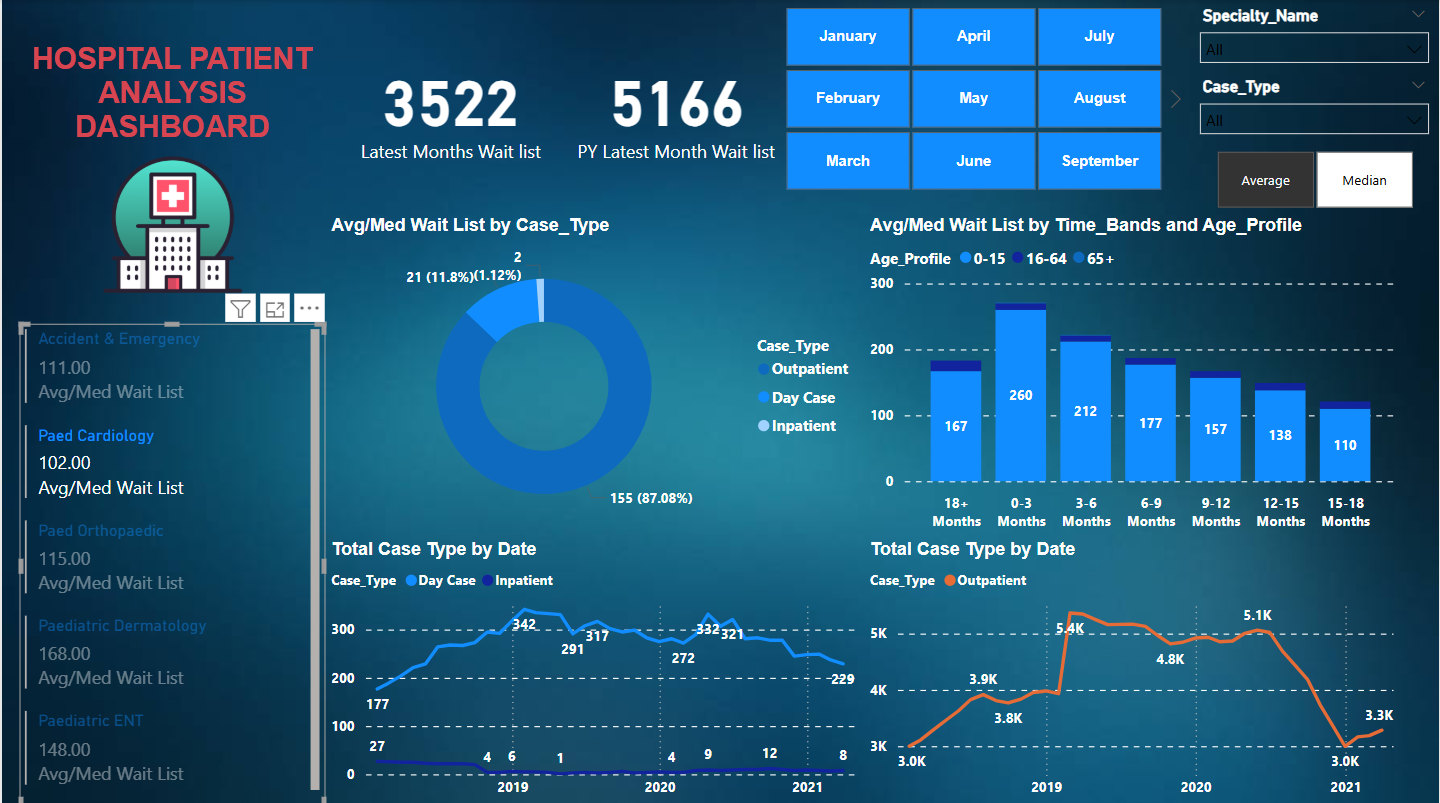 HOSPITAL PATIENT
ANALYSIS
DASHBOARD
3522
Latest Months Wait list
5166
PY Latest Month Wait list
January
April
July
February
May
August
March
June
September
Specialty_Name
All
Case_Type
All
Average
Median
Accident & Emergency
111.00
Avg/Med Wait List
Paed Cardiology
102.00
Avg/Med Wait List
Paed Orthopaedic
115.00
Avg/Med Wait List
Paediatric Dermatology
168.00
Avg/Med Wait List
Paediatric ENT
148.00
Avg/Med Wait List
Avg/Med Wait List by Case_Type
2
(1.12%)
21 (11.8%)
155 (87.08%)
Case_Type
Outpatient
Day Case
Inpatient
Avg/Med Wait List by Time_Bands and Age_Profile
Age_Profile 0-15 16-64 65+
300
200
100
0
167
260
212
177
157
138
110
18+
Months
0-3
Months
3-6
Months
6-9
Months
9-12
Months
12-15
Months
15-18
Months
Total Case Type by Date
Case_Type Day Case Inpatient
300
200
100
0
177
342
291
317
272
332
321
229
27
4
6
1
4
9
12
8
2019
2020
2021
Total Case Type by Date
Case_Type Outpatient
5K
4K
3K
3.0K
3.9K
3.8K
5.4K
4.8K
5.1K
3.0K
3.3K
2019
2020
2021